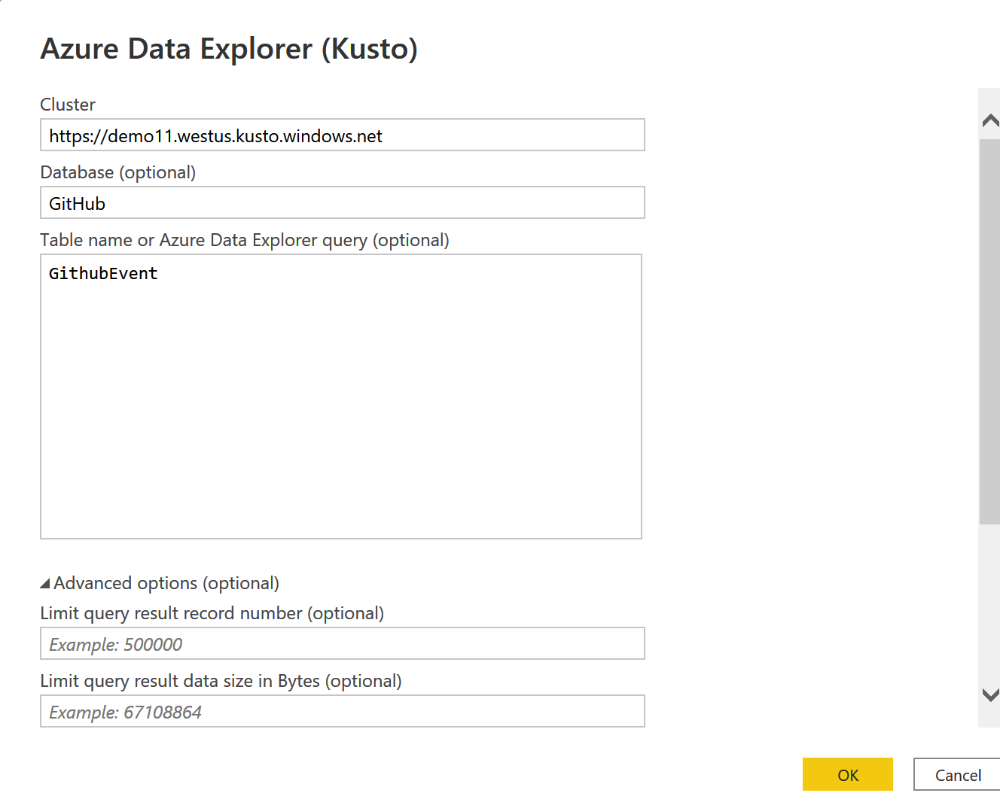 Azure Data Explorer (Kusto)
Cluster
https://demo11.westus.kusto.windows.net
Database (optional)
GitHub
Table name or Azure Data Explorer query (optional)
GithubEvent
Advanced options (optional)
Limit query result record number (optional)
Example: 500000
Limit query result data size in Bytes (optional)
Example: 67108864
OK
Cancel